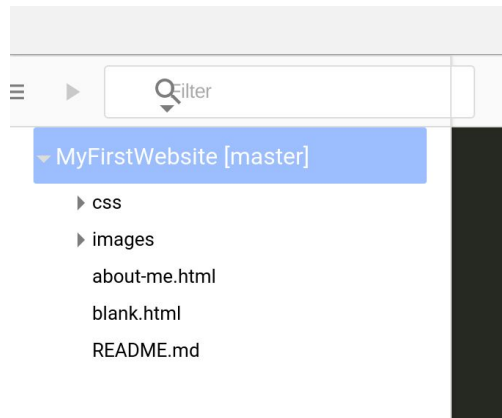 Filter
MyFirstWebsite [master]
css
images
about-me.html
blank.html
README.md